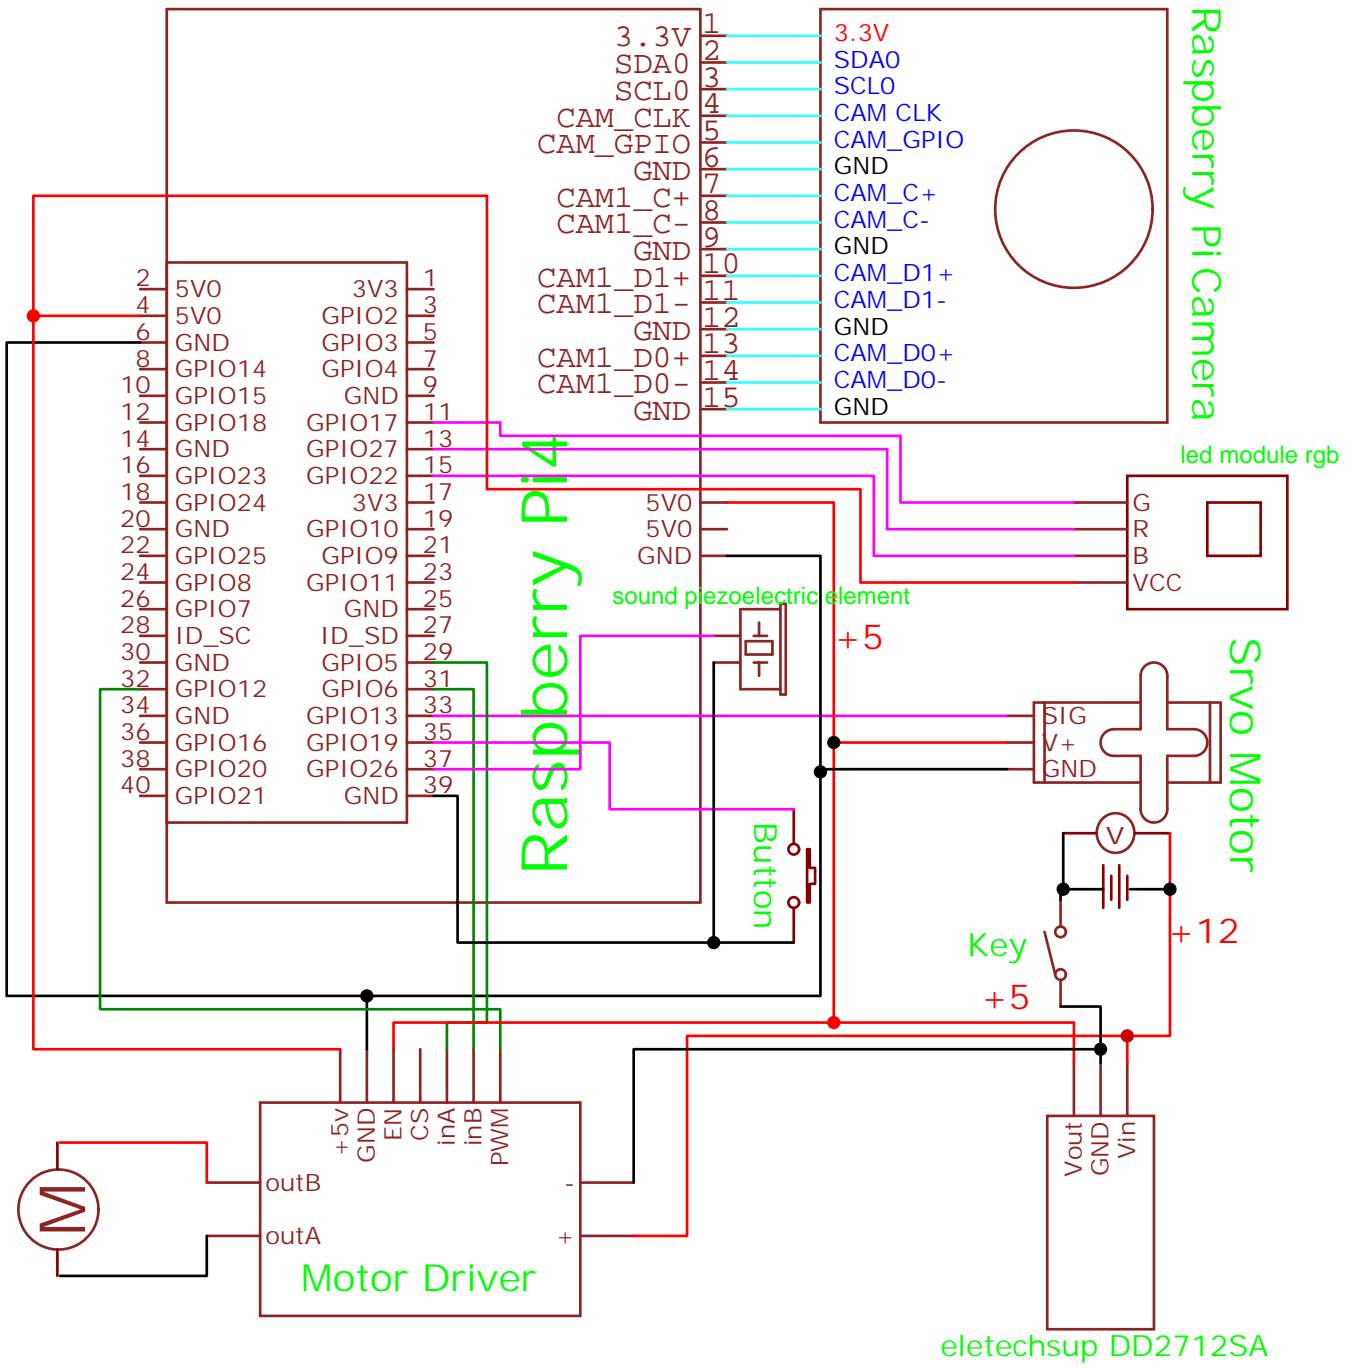 3.3V 1 3.3V
SDA0 2 SDA0
SCL0 3 SCL0
CAM_CLK 4 CAM CLK
CAM_GPIO 5 CAM_GPIO
GND 6 GND
CAM1_C+ 7 CAM_C+
CAM1_C- 8 CAM_C-
GND 9 GND
CAM1_D1+ 10 CAM_D1+
CAM1_D1- 11 CAM_D1-
GND 12 GND
CAM1_D0+ 13 CAM_D0+
CAM1_D0- 14 CAM_D0-
GND 15 GND
Raspberry Pi Camera
2 5V0 3V3 1
4 5V0 GPIO2 3
6 GND GPIO3 5
8 GPIO14 GPIO4 7
10 GPIO15 GND 9
12 GPIO18 GPIO17 11
14 GND GPIO27 13
16 GPIO23 GPIO22 15
18 GPIO24 3V3 17
20 GND GPIO10 19
22 GPIO25 GPIO9 21
24 GPIO8 GPIO11 23
26 GPIO7 GND 25
28 ID_SC ID_SD 27
30 GND GPIO5 29
32 GPIO12 GPIO6 31
34 GND GPIO13 33
36 GPIO16 GPIO19 35
38 GPIO20 GPIO26 37
40 GPIO21 GND 39
Raspberry Pi 4
5V0
5V0
GND
led module rgb
G
R
B
VCC
sound piezoelectric element
+5
SIG
V+
GND
Srvo Motor
Button
V
+12
Key
+5
+5v
GND
EN
CS
inA
inB
PWM
outB
outA
-
+
Motor Driver
M
Vout
GND
Vin
eletechsup DD2712SA